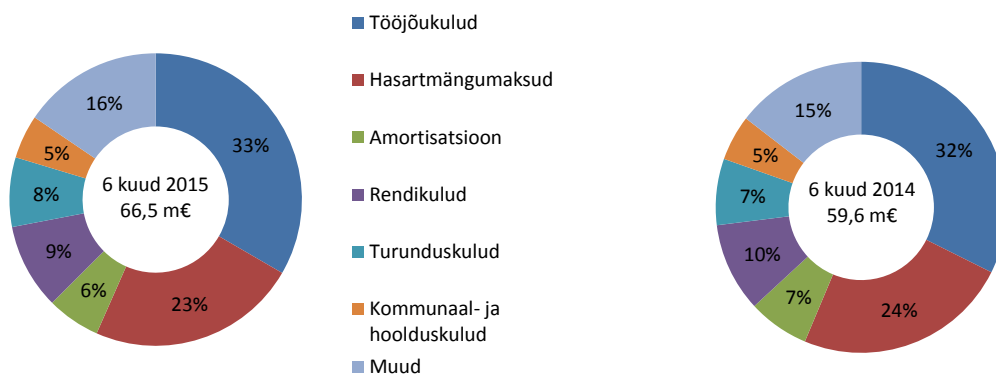 16%
33%
5%
8%
9%
6%
23%
6 kuud 2015
66,5 m€
Tööjõukulud
Hasartmängumaksud
Amortisatsioon
Rendikulud
Turunduskulud
Kommunaal- ja
hoolduskulud
Muud
15%
32%
5%
7%
10%
7%
24%
6 kuud 2014
59,6 m€